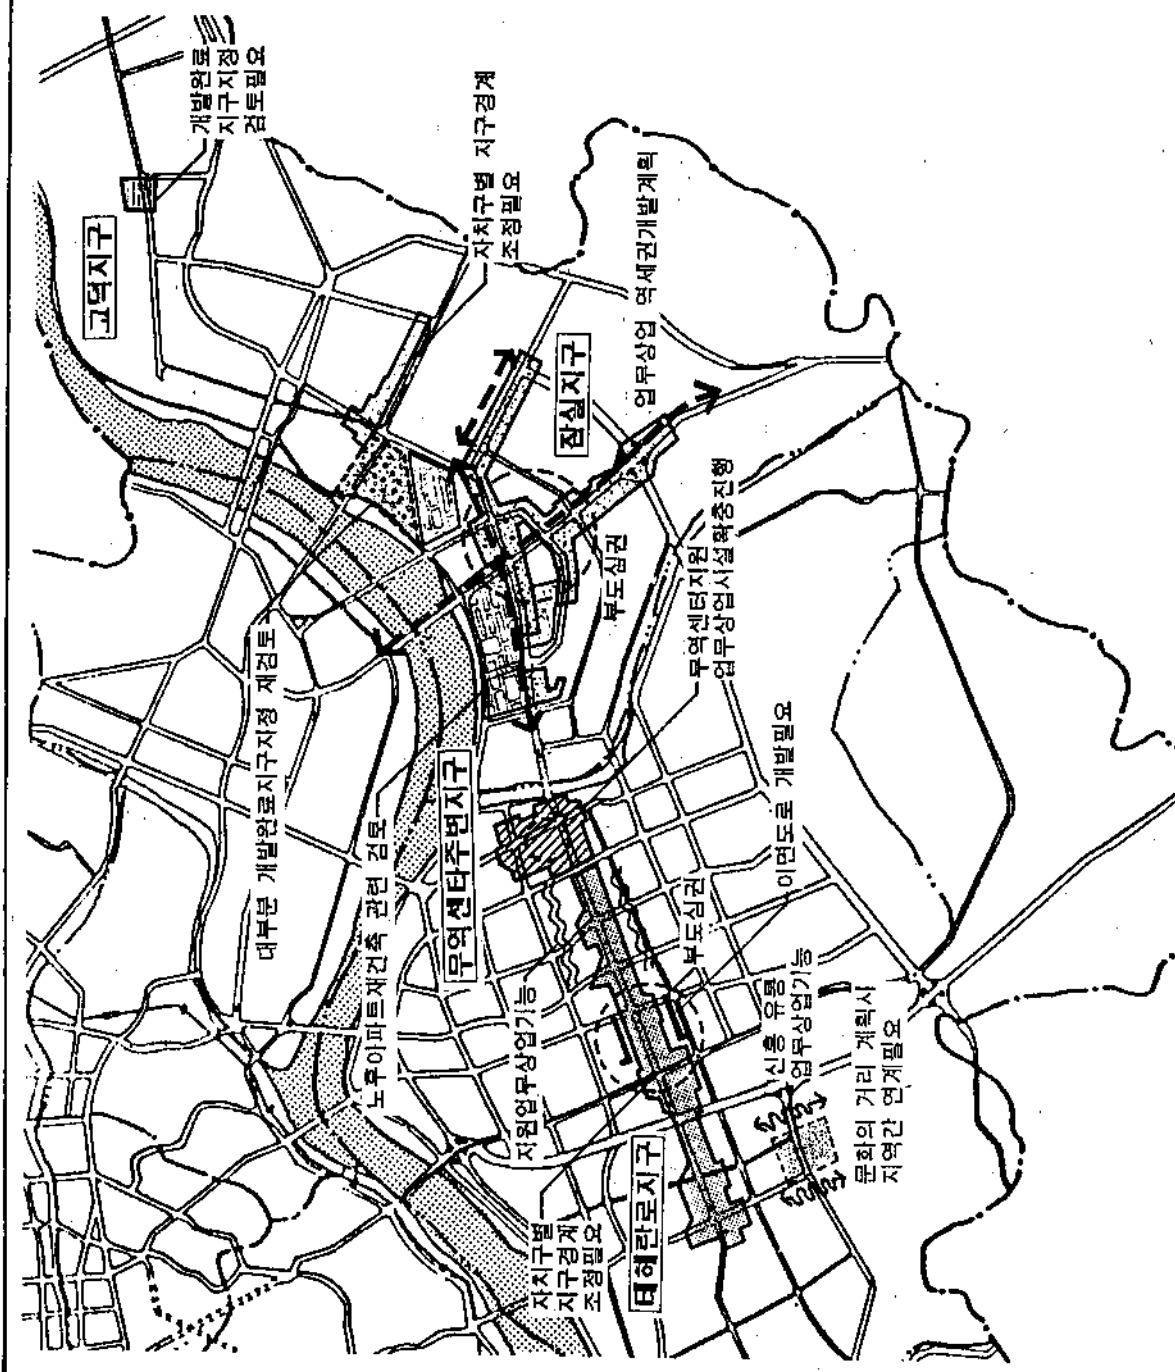 개발완료
지구지정
검토필요
고덕지구
자치구별 지구경계
조정필요
업무상업 역세권개발계획
잠실지구
부도심권
무역센터지원
업무상업시설확충진행
대부분 개발완료지구지정 재검토
노후아파트재건축 관련 검토
무역센타주변지구
이면도로 개발필요
부도심권
지원업무상업기능
신흥 유통
업무상업기능
문화의 거리 계획시
지역간 연계필요
자치구별
지구경계
조정필요
테헤란로지구